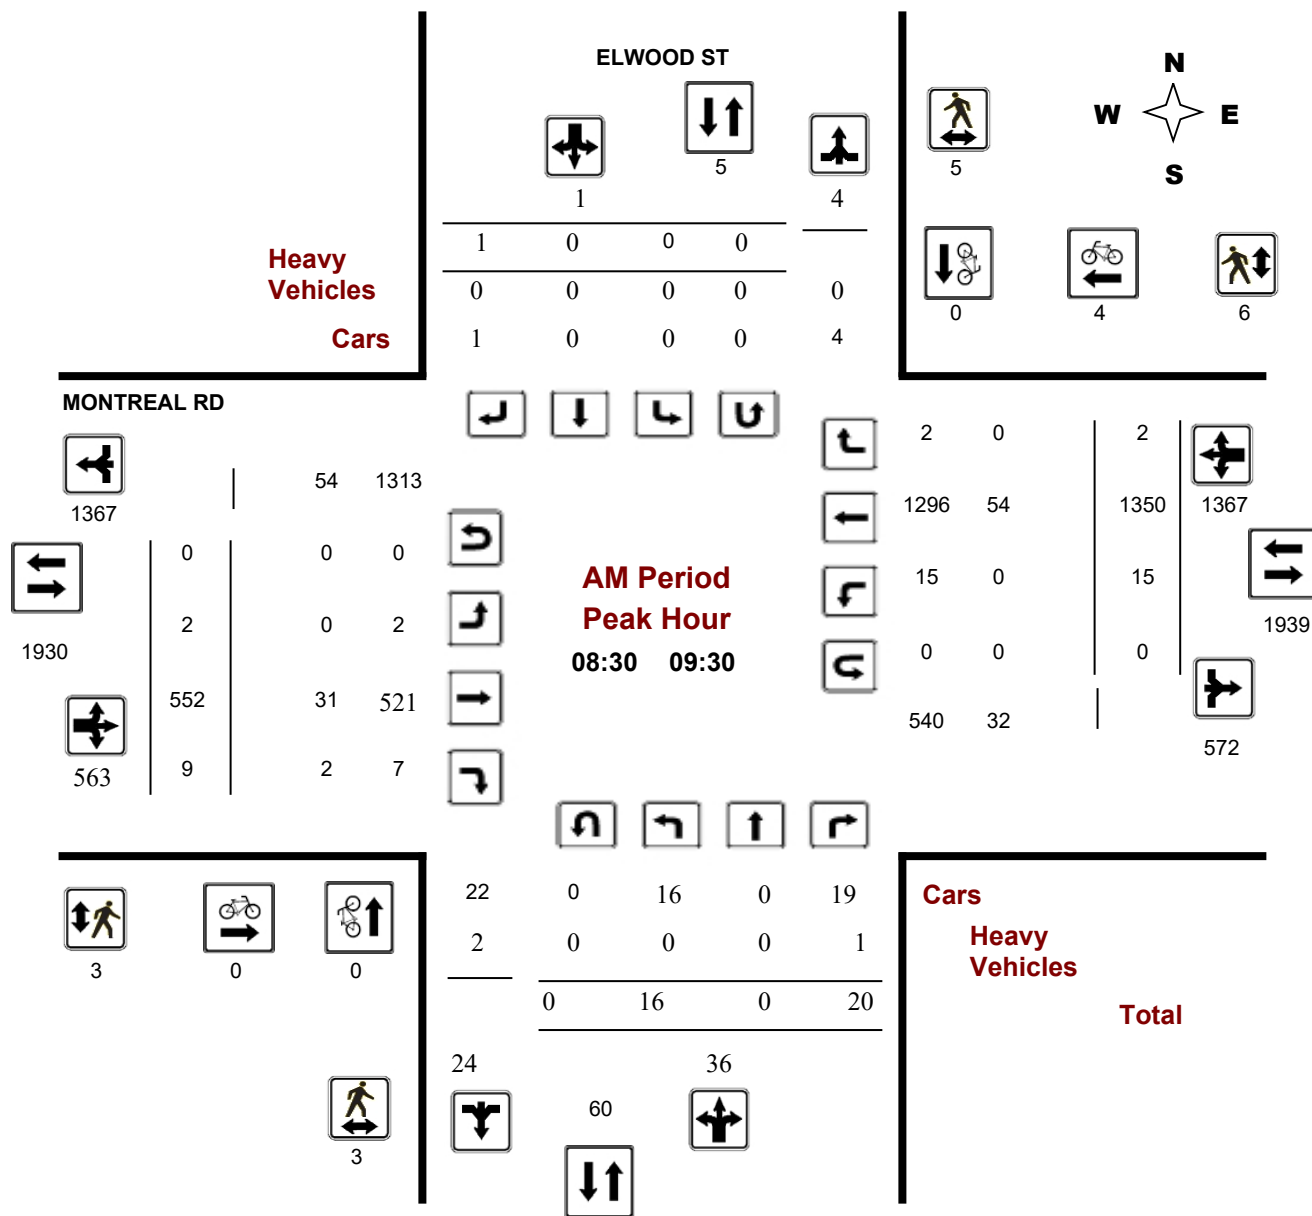 ELWOOD ST
N
W E
S
5
5
1 4
1 0 0 0
Heavy
Vehicles
0 0 0 0 0
Cars
1 0 0 0 4
0 4 6
MONTREAL RD
2 0 2
54 1313
1367
1296 54 1350 1367
0 0 0
AM Period
Peak Hour
08:30 09:30
15 0 15
2 0 2
1930
1939
0 0 0
552 31 521
540 32
572
563
9 2 7
22 0 16 0 19
Cars
2 0 0 0 1
Heavy
Vehicles
3 0 0
0 16 0 20
Total
24 36
60
3